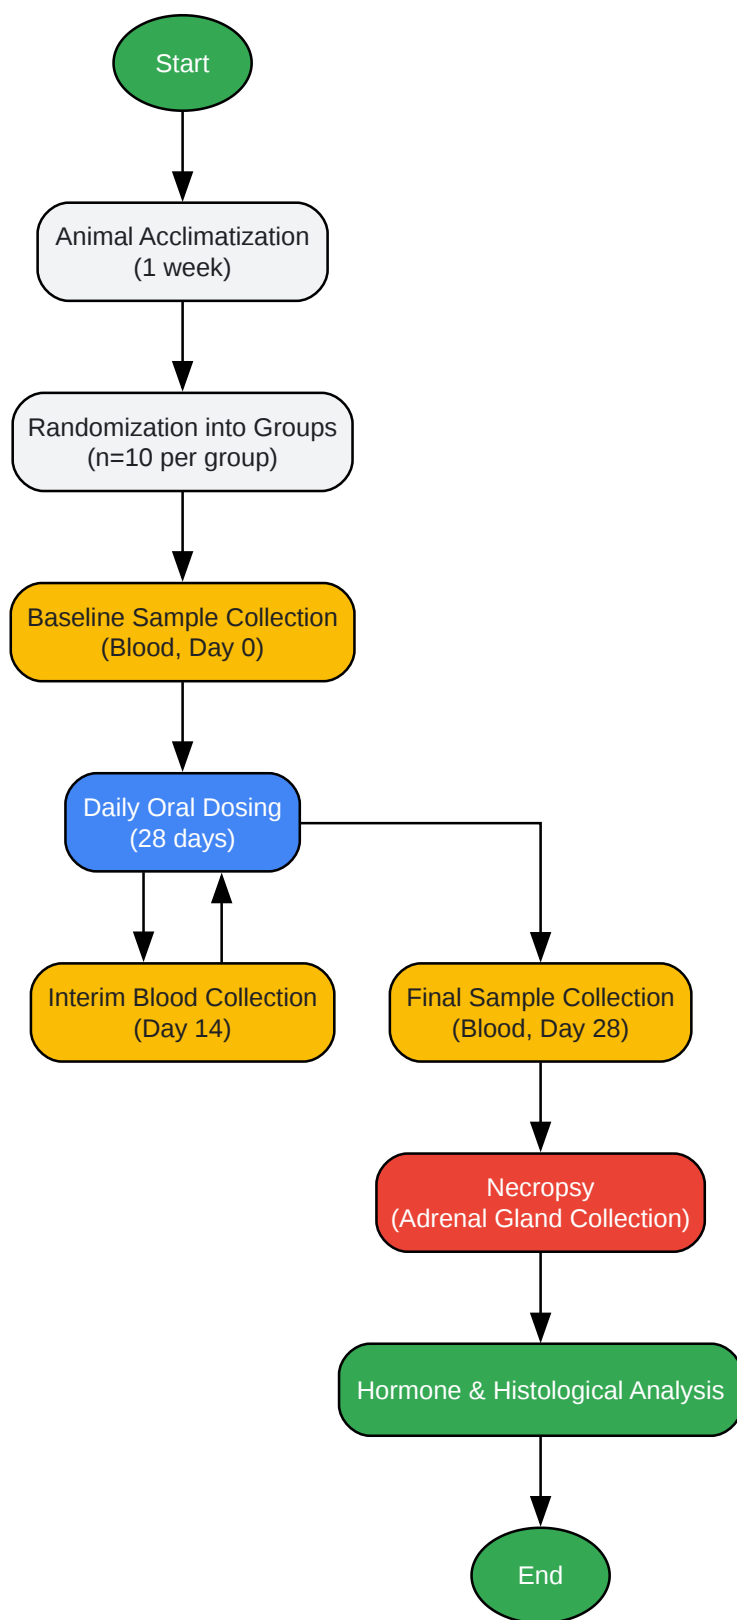 Start
Animal Acclimatization
(1 week)
Randomization into Groups
(n=10 per group)
Baseline Sample Collection
(Blood, Day 0)
Daily Oral Dosing
(28 days)
Interim Blood Collection
(Day 14)
Final Sample Collection
(Blood, Day 28)
Necropsy
(Adrenal Gland Collection)
Hormone & Histological Analysis
End